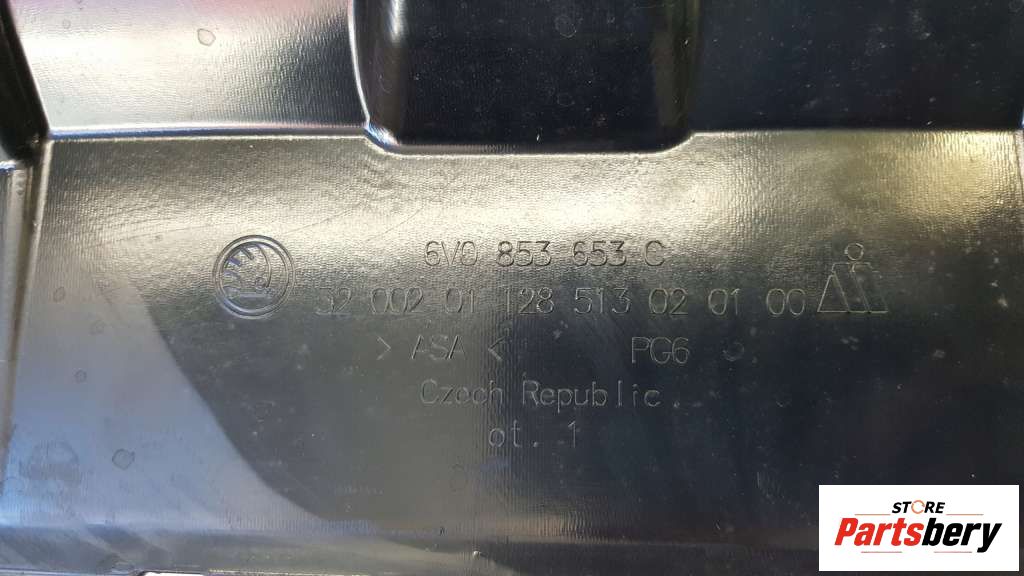 6V0 853 653 C
52 002 01 128 513 02 01 00
> ASA < PG6
Czech Republic
ot. 1
STORE
Partsbery